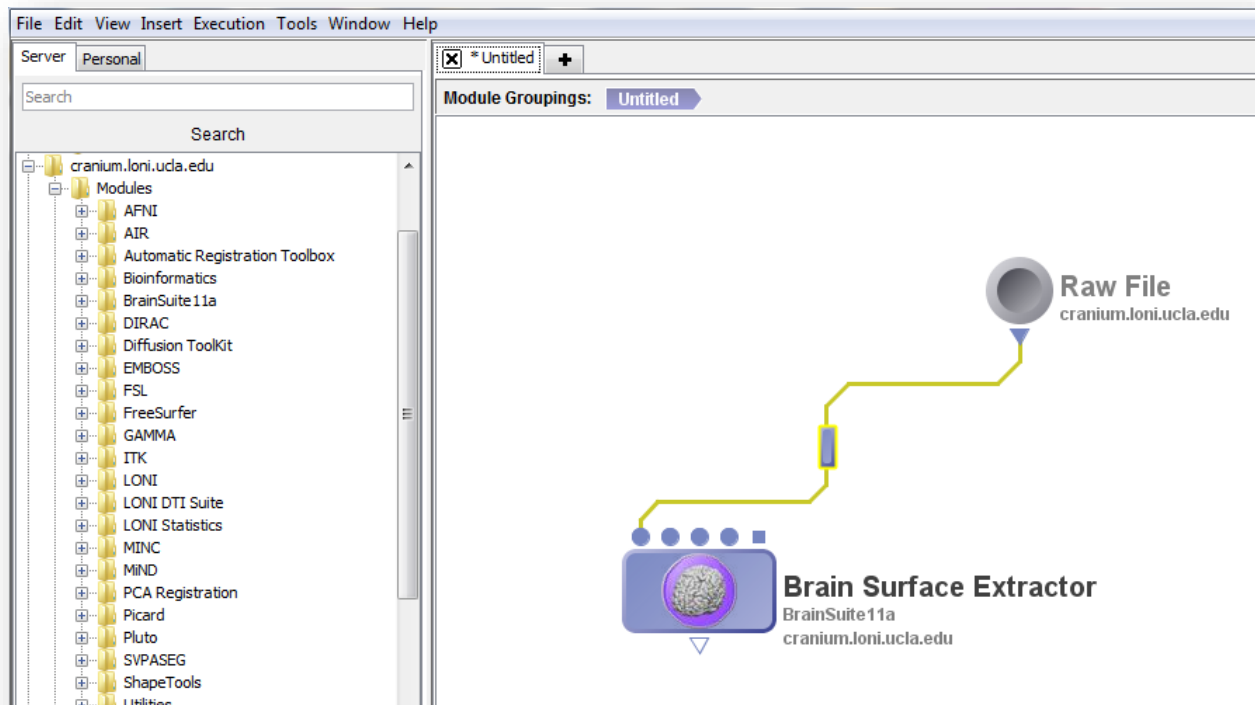 File Edit View Insert Execution Tools Window Help
Server Personal
Search
Search
cranium.loni.ucla.edu
Modules
AFNI
AIR
Automatic Registration Toolbox
Bioinformatics
BrainSuite11a
DIRAC
Diffusion ToolKit
EMBOSS
FSL
FreeSurfer
GAMMA
ITK
LONI
LONI DTI Suite
LONI Statistics
MINC
MiND
PCA Registration
Picard
Pluto
SVPASEG
ShapeTools
Utilities
* Untitled
Module Groupings: Untitled
Raw File
cranium.loni.ucla.edu
Brain Surface Extractor
BrainSuite11a
cranium.loni.ucla.edu